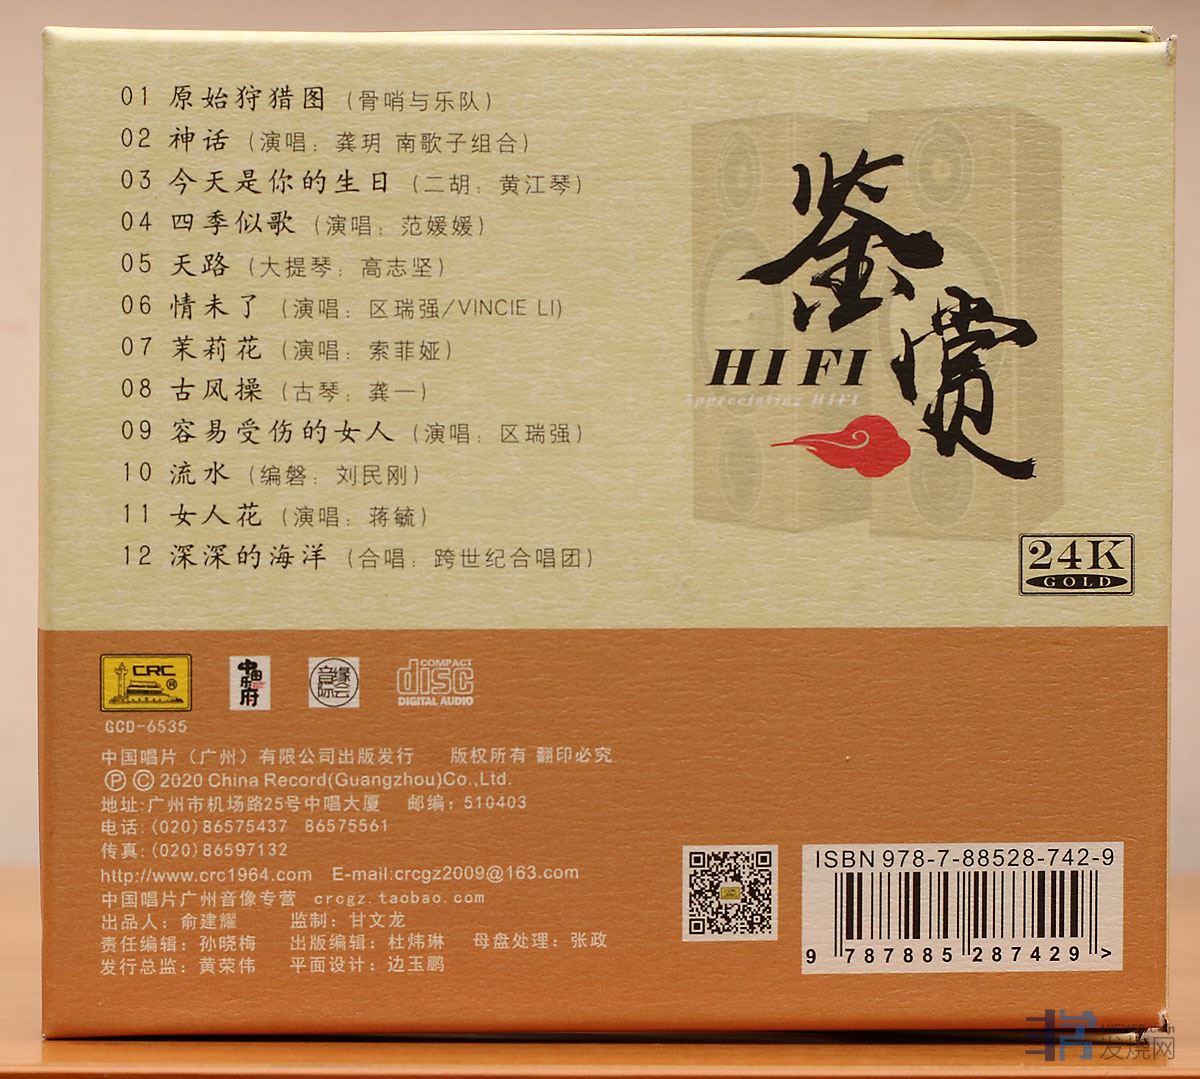 01 原始狩猎图 (骨哨与乐队)
02 神话 (演唱: 龚玥 南歌子组合)
03 今天是你的生日 (二胡: 黄江琴)
04 四季似歌 (演唱: 范媛媛)
05 天路 (大提琴: 高志坚)
06 情未了 (演唱: 区瑞强/VINCIE LI)
07 茉莉花 (演唱: 索菲娅)
08 古风操 (古琴: 龚一)
09 容易受伤的女人 (演唱: 区瑞强)
10 流水 (编磬: 刘民刚)
11 女人花 (演唱: 蒋毓)
12 深深的海洋 (合唱: 跨世纪合唱团)
鉴赏
HI FI
Appreciating HIFI
24K
GOLD
CRC ®
中国乐府
音缘
际会
COMPACT
disc
DIGITAL AUDIO
GCD-6535
中国唱片（广州）有限公司出版发行 版权所有 翻印必究
Ⓟ Ⓒ 2020 China Record(Guangzhou)Co.,Ltd.
地址:广州市机场路25号中唱大厦 邮编: 510403
电话:(020)86575437 86575561
传真:(020)86597132
http://www.crc1964.com E-mail:crcgz2009@163.com
中国唱片广州音像专营 crcgz.taobao.com
出品人: 俞建耀 监制: 甘文龙
责任编辑: 孙晓梅 出版编辑: 杜炜琳 母盘处理: 张政
发行总监: 黄荣伟 平面设计: 边玉鹏
ISBN 978-7-88528-742-9
9 787885 287429 >
发烧网